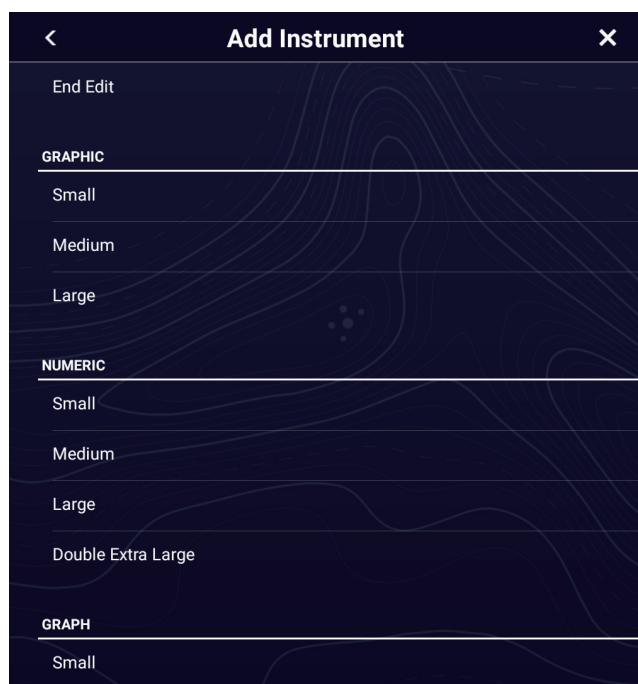 Add Instrument
End Edit
GRAPHIC
Small
Medium
Large
NUMERIC
Small
Medium
Large
Double Extra Large
GRAPH
Small